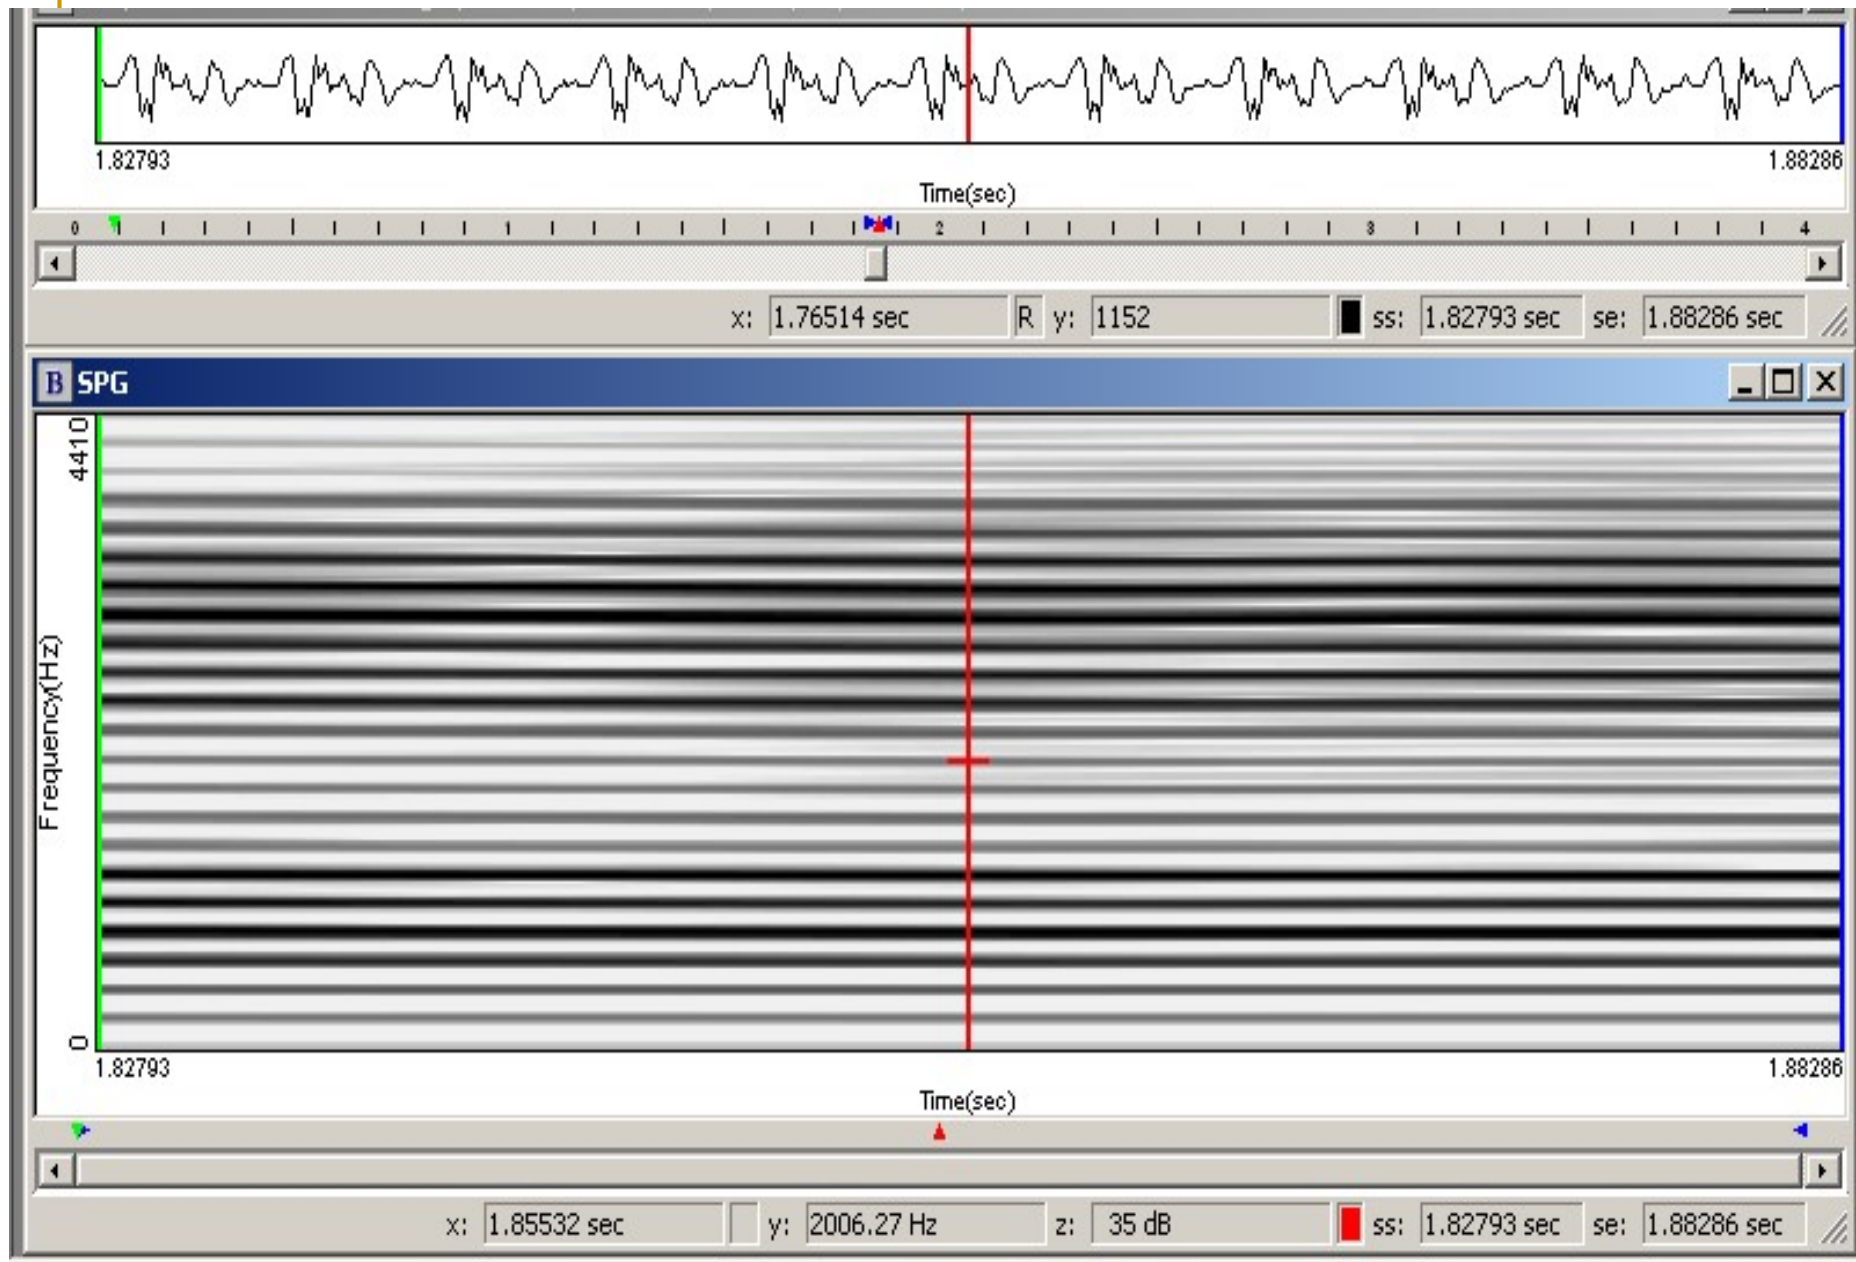 1.82793 1.88286
Time(sec)
0 1 2 3 4
x: 1.76514 sec R y: 1152 ss: 1.82793 sec se: 1.88286 sec
B SPG
4410
Frequency(Hz)
0
1.82793 1.88286
Time(sec)
x: 1.85532 sec y: 2006.27 Hz z: 35 dB ss: 1.82793 sec se: 1.88286 sec